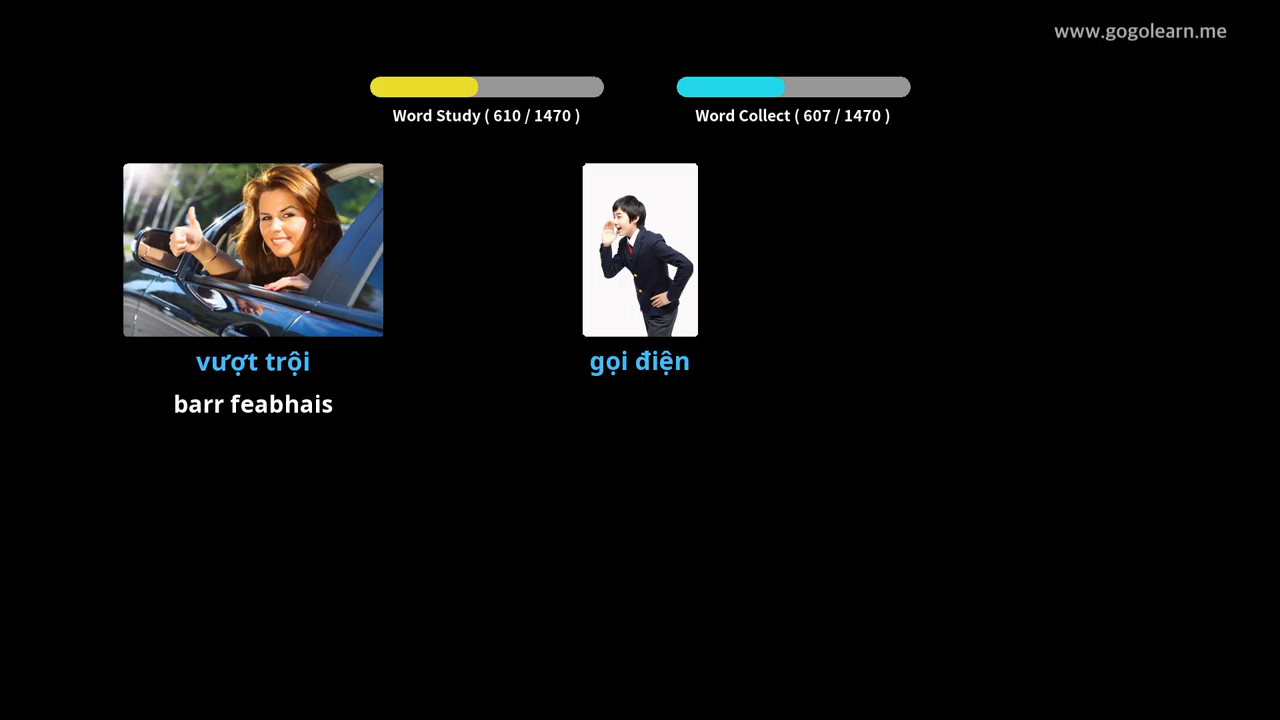 www.gogolearn.me
Word Study ( 610 / 1470 )
Word Collect ( 607 / 1470 )
vượt trội
gọi điện
barr feabhais